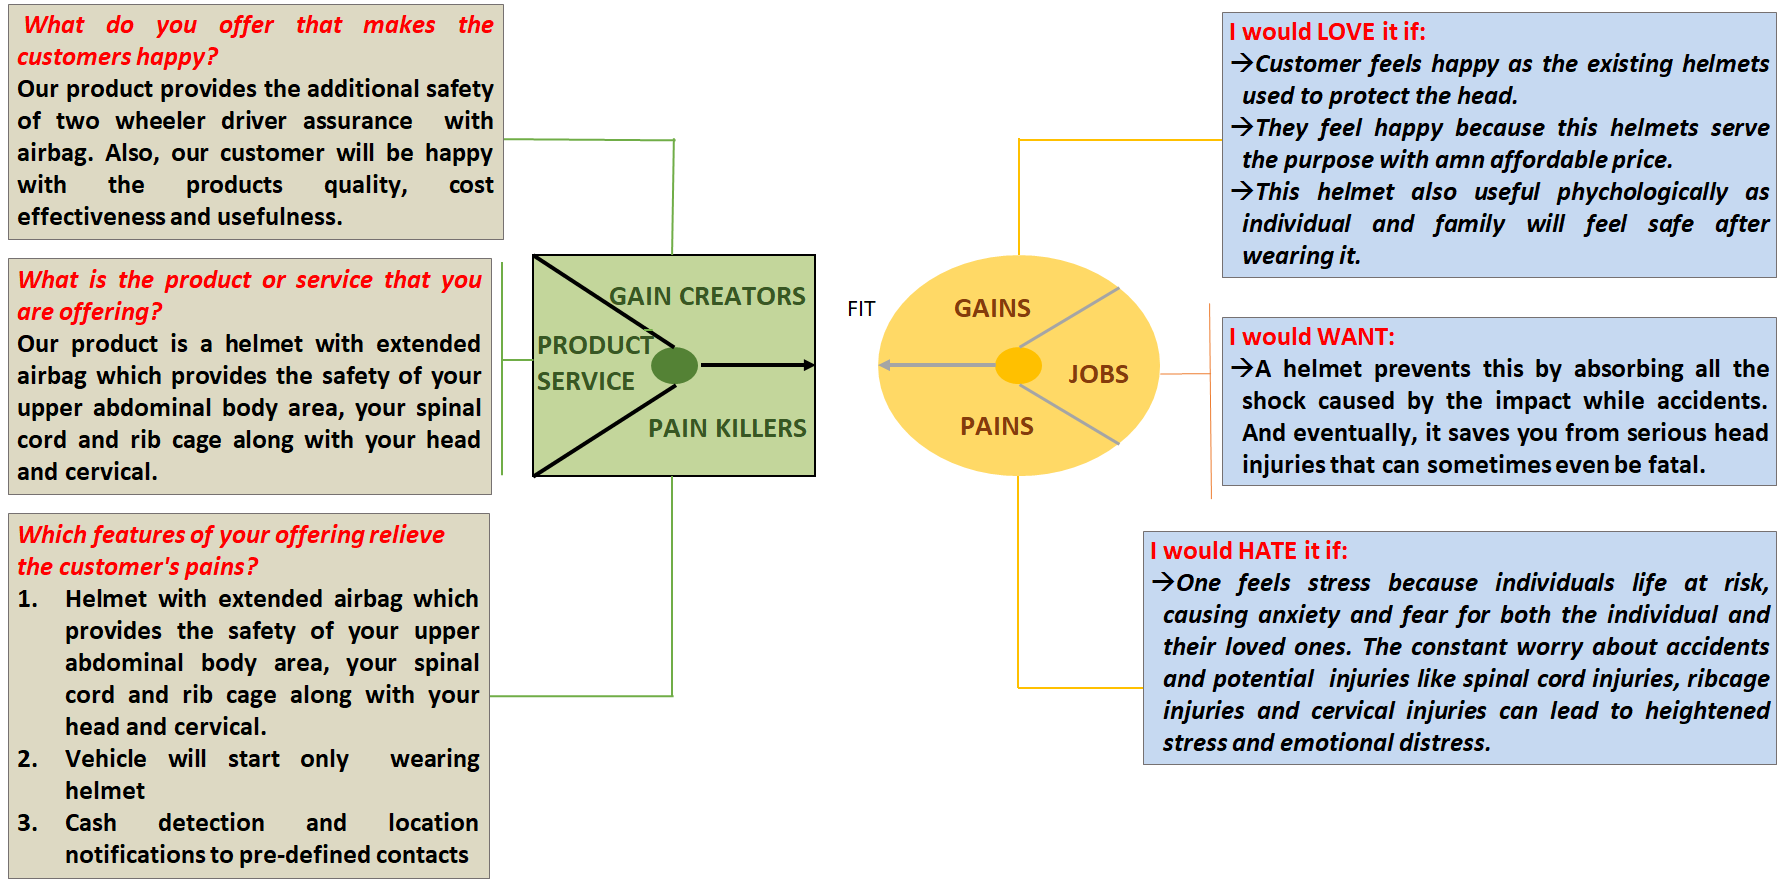 What do you offer that makes the
customers happy?
Our product provides the additional safety
of two wheeler driver assurance with
airbag. Also, our customer will be happy
with the products quality, cost
effectiveness and usefulness.
What is the product or service that you
are offering?
Our product is a helmet with extended
airbag which provides the safety of your
upper abdominal body area, your spinal
cord and rib cage along with your head
and cervical.
Which features of your offering relieve
the customer's pains?
1. Helmet with extended airbag which
provides the safety of your upper
abdominal body area, your spinal
cord and rib cage along with your
head and cervical.
2. Vehicle will start only wearing
helmet
3. Cash detection and location
notifications to pre-defined contacts
GAIN CREATORS
PRODUCT
SERVICE
PAIN KILLERS
FIT
GAINS
JOBS
PAINS
I would LOVE it if:
→Customer feels happy as the existing helmets
used to protect the head.
→They feel happy because this helmets serve
the purpose with amn affordable price.
→This helmet also useful phychologically as
individual and family will feel safe after
wearing it.
I would WANT:
→A helmet prevents this by absorbing all the
shock caused by the impact while accidents.
And eventually, it saves you from serious head
injuries that can sometimes even be fatal.
I would HATE it if:
→One feels stress because individuals life at risk,
causing anxiety and fear for both the individual and
their loved ones. The constant worry about accidents
and potential injuries like spinal cord injuries, ribcage
injuries and cervical injuries can lead to heightened
stress and emotional distress.